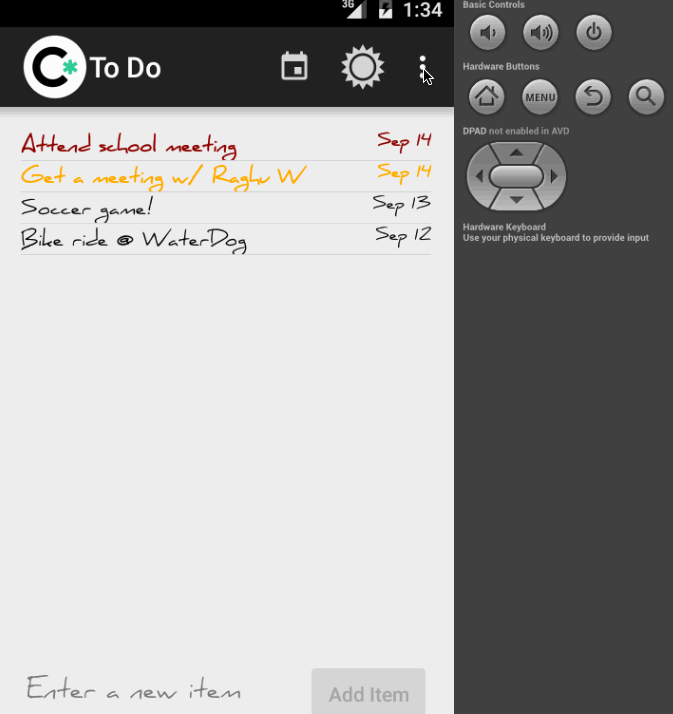 3G 1:34
C* To Do
Attend school meeting Sep 14
Get a meeting w/ Raghu W Sep 14
Soccer game! Sep 13
Bike ride @ WaterDog Sep 12
Enter a new item Add Item
Basic Controls
Hardware Buttons
MENU
DPAD not enabled in AVD
Hardware Keyboard
Use your physical keyboard to provide input